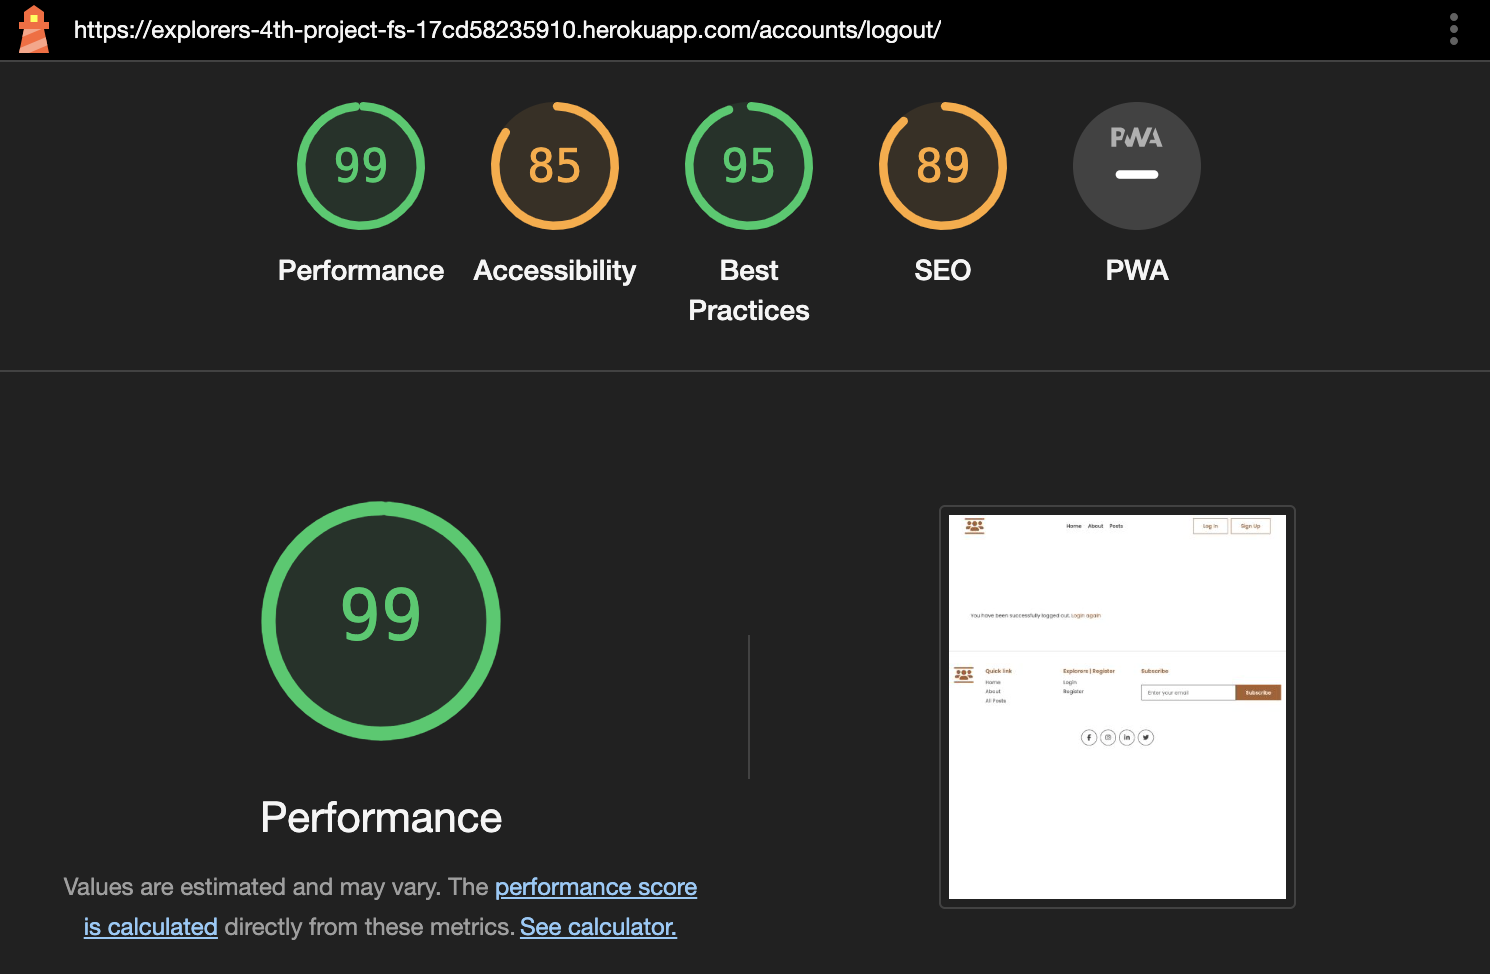 https://explorers-4th-project-fs-17cd58235910.herokuapp.com/accounts/logout/
99
85
95
89
PWA
Performance
Accessibility
Best
Practices
SEO
PWA
99
Performance
Values are estimated and may vary. The performance score
is calculated directly from these metrics. See calculator.
Home About Posts
Log In
Sign Up
You have been successfully logged out. Login again
Quick link
Home
About
All Posts
Explorers | Register
Login
Register
Subscribe
Enter your email
Subscribe